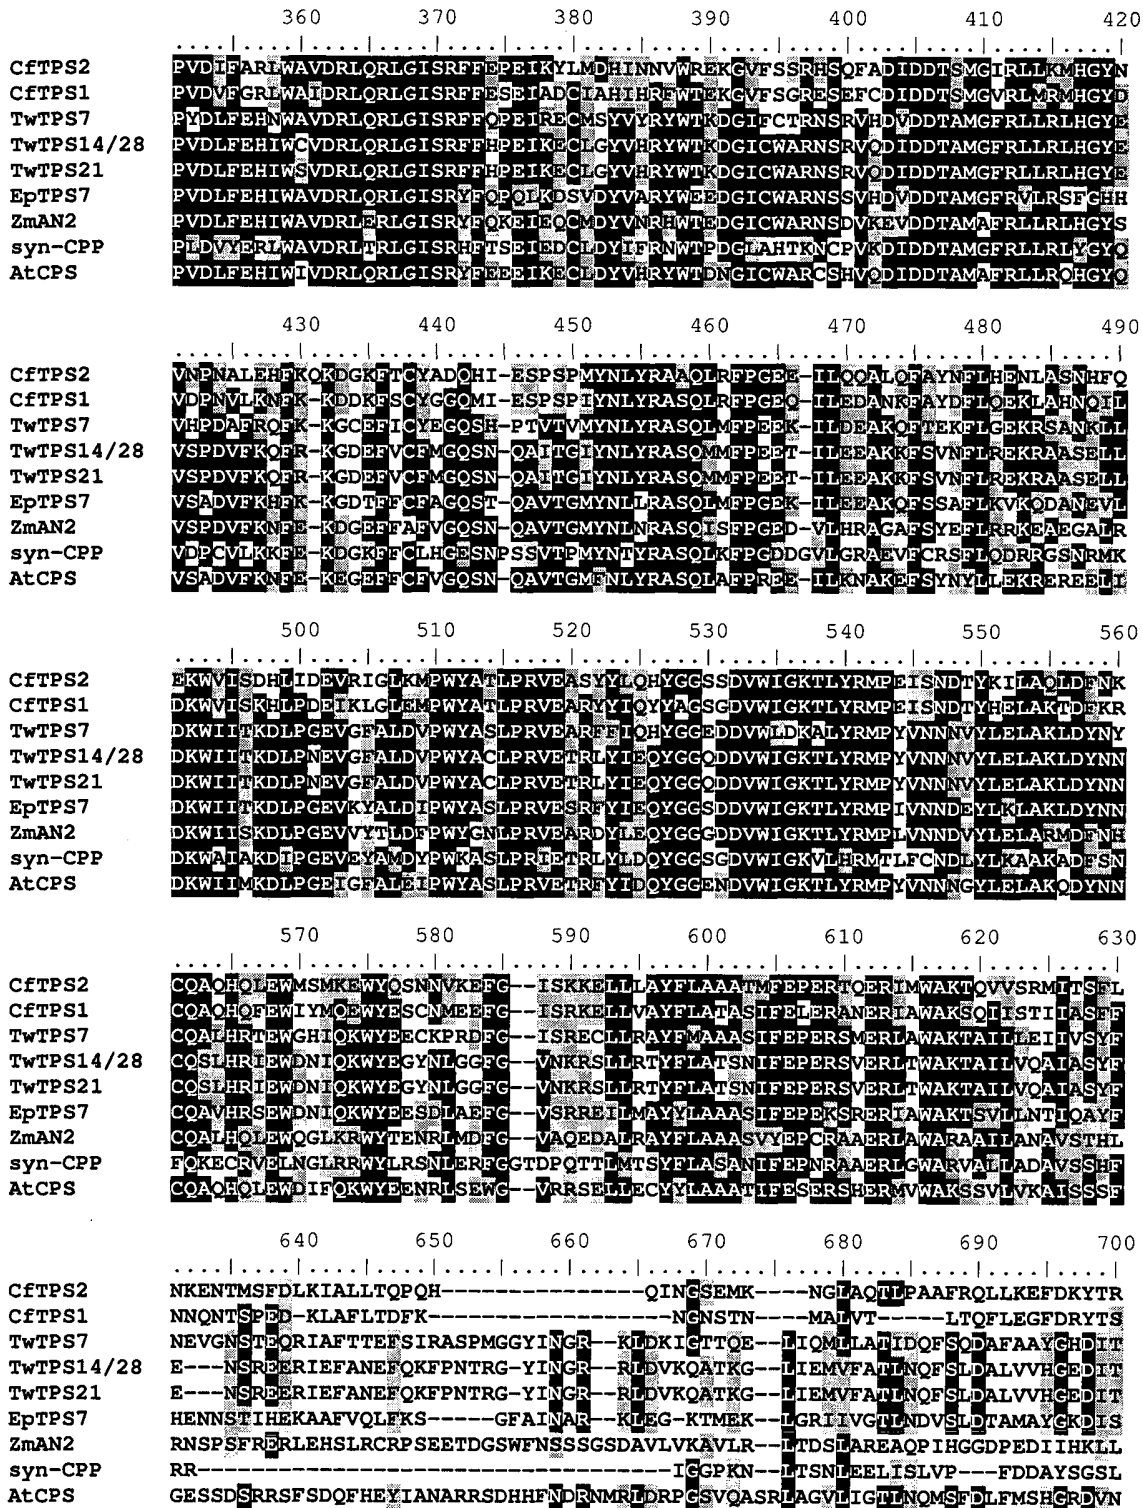 360 370 380 390 400 410 420
CfTPS2 PVDIFARLWAVDRLQRLGISRFFEPEIKYLMDHINNVWREKGVFSSRHSQFADIDDTSMGIRLLKMHGYN
CfTPS1 PVDVFGRLWAIDRLQRLGISRFFESEIADCIAHIHRFWTEKGVFSGRESEFCDIDDTSMGVRLMRMHGYD
TwTPS7 PYDLFEHNWAVDRLQRLGISRFFQPEIRECMSYVYRYWTKDGIFCTRNSRVHDVDDTAMGFRLLRLHGYE
TwTPS14/28 PVDLFEHIWCVDRLQRLGISRFFHPEIKECLGYVHRYWTKDGICWARNSRVQDIDDTAMGFRLLRLHGYE
TwTPS21 PVDLFEHIWSVDRLQRLGISRFFHPEIKECLGYVHRYWTKDGICWARNSRVQDIDDTAMGFRLLRLHGYE
EpTPS7 PVDLFEHIWAVDRLQRLGISRYFQPQLKDSVDYVARYWEEDGICWARNSSVHDVDDTAMGFRVLRSFGHH
ZmAN2 PVDLFEHIWAVDRLERLGISRYFQKEIEQCMDYVNRHWTEDGICWARNSDVKEVDDTAMAFRLLRLHGYS
syn-CPP PLDVYERLWAVDRLTRLGISRHFTSEIEDCLDYIFRNWTPDGLAHTKNCPVKDIDDTAMGFRLLRLYGYQ
AtCPS PVDLFEHIWIVDRLQRLGISRYFEEEIKECLDYVHRYWTDNGICWARCSHVQDIDDTAMAFRLLRQHGYQ
430 440 450 460 470 480 490
CfTPS2 VNPNALEHFKQKDGKFTCYADQHI-ESPSPMYNLYRAAQLRFPGEE-ILQQALQFAYNFLHENLASNHFQ
CfTPS1 VDPNVLKNFK-KDDKFSCYGGQMI-ESPSPIYNLYRASQLRFPGEQ-ILEDANKFAYDFLQEKLAHNQIL
TwTPS7 VHPDAFRQFK-KGCEFICYEGQSH-PTVTVMYNLYRASQLMFPEEK-ILDEAKQFTEKFLGEKRSANKLL
TwTPS14/28 VSPDVFKQFR-KGDEFVCFMGQSN-QAITGIYNLYRASQMMFPEET-ILEEAKKFSVNFLREKRAASELL
TwTPS21 VSPDVFKQFR-KGDEFVCFMGQSN-QAITGIYNLYRASQMMFPEET-ILEEAKKFSVNFLREKRAASELL
EpTPS7 VSADVFKHFK-KGDTFFCFAGQST-QAVTGMYNLLRASQLMFPGEK-ILEEAKQFSSAFLKVKQDANEVL
ZmAN2 VSPDVFKNFE-KDGEFFAFVGQSN-QAVTGMYNLNRASQISFPGED-VLHRAGAFSYEFLRRKEAEGALR
syn-CPP VDPCVLKKFE-KDGKFFCLHGESNPSSVTPMYNTYRASQLKFPGDDGVLGRAEVFCRSFLQDRRGSNRMK
AtCPS VSADVFKNFE-KEGEFFCFVGQSN-QAVTGMFNLYRASQLAFPREE-ILKNAKEFSYNYLLEKREREELI
500 510 520 530 540 550 560
CfTPS2 EKWVISDHLIDEVRIGLKMPWYATLPRVEASYYLQHYGGSSDVWIGKTLYRMPEISNDTYKILAQLDFNK
CfTPS1 DKWVISKHLPDEIKLGLEMPWYATLPRVEARYYIQYYAGSGDVWIGKTLYRMPEISNDTYHELAKTDFKR
TwTPS7 DKWIITKDLPGEVGFALDVPWYASLPRVEARFFIQHYGGEDDVWLDKALYRMPYVNNNVYLELAKLDYNY
TwTPS14/28 DKWIITKDLPNEVGFALDVPWYACLPRVETRLYIEQYGGQDDVWIGKTLYRMPYVNNNVYLELAKLDYNN
TwTPS21 DKWIITKDLPNEVGFALDVPWYACLPRVETRLYIEQYGGQDDVWIGKTLYRMPYVNNNVYLELAKLDYNN
EpTPS7 DKWIITKDLPGEVKYALDIPWYASLPRVESRFYIEQYGGSDDVWIGKTLYRMPIVNNDEYLKLAKLDYNN
ZmAN2 DKWIISKDLPGEVVYTLDFPWYGNLPRVEARDYLEQYGGGDDVWIGKTLYRMPLVNNDVYLELARMDFNH
syn-CPP DKWAIAKDIPGEVEYAMDYPWKASLPRIETRLYLDQYGGSGDVWIGKVLHRMTLFCNDLYLKAAKADFSN
AtCPS DKWIIMKDLPGEIGFALEIPWYASLPRVETRFYIDQYGGENDVWIGKTLYRMPYVNNNGYLELAKQDYNN
570 580 590 600 610 620 630
CfTPS2 CQAQHQLEWMSMKEWYQSNNVKEFG--ISKKELLLAYFLAAATMFEPERTQERIMWAKTQVVSRMITSFL
CfTPS1 CQAQHQFEWIYMQEWYESCNMEEFG--ISRKELLVAYFLATASIFELERANERIAWAKSQIISTIIASFF
TwTPS7 CQALHRTEWGHIQKWYEECKPRDFG--ISRECLLRAYFMAAASIFEPERSMERLAWAKTAILLEIIVSYF
TwTPS14/28 CQSLHRIEWDNIQKWYEGYNLGGFG--VNKRSLLRTYFLATSNIFEPERSVERLTWAKTAILVQAIASYF
TwTPS21 CQSLHRIEWDNIQKWYEGYNLGGFG--VNKRSLLRTYFLATSNIFEPERSVERLTWAKTAILVQAIASYF
EpTPS7 CQAVHRSEWDNIQKWYEESDLAEFG--VSRREILMAYYLAAASIFEPEKSRERIAWAKTSVLLNTIQAYF
ZmAN2 CQALHQLEWQGLKRWYTENRLMDFG--VAQEDALRAYFLAAASVYEPCRAAERLAWARAAILANAVSTHL
syn-CPP FQKECRVELNGLRRWYLRSNLERFGGTDPQTTLMTSYFLASANIFEPNRAAERLGWARVALLADAVSSHF
AtCPS CQAQHQLEWDIFQKWYEENRLSEWG--VRRSELLECYYLAAATIFESERSHERMVWAKSSVLVKAISSSF
640 650 660 670 680 690 700
CfTPS2 NKENTMSFDLKIALLTQPQH---------------QINGSEMK----NGLAQTLPAAFRQLLKEFDKYTR
CfTPS1 NNQNTSPED-KLAFLTDFK------------------NGNSTN----MALVT-----LTQFLEGFDRYTS
TwTPS7 NEVGNSTEQRIAFTTEFSIRASPMGGYINGR--KLDKIGTTQE---LIQMLLATIDQFSQDAFAAYGHDIT
TwTPS14/28 E---NSREERIEFANEFQKFPNTRG-YINGR--RLDVKQATKG---LIEMVFATLNQFSLDALVVHGEDIT
TwTPS21 E---NSREERIEFANEFQKFPNTRG-YINGR--RLDVKQATKG---LIEMVFATLNQFSLDALVVHGEDIT
EpTPS7 HENNSTIHEKAAFVQLFKS-----GFAINAR--KLEG-KTMEK---LGRIIVGTLNDVSLDTAMAYGKDIS
ZmAN2 RNSPSFRERLEHSLRCRPSEETDGSWFNSSSGSDAVLVKAVLR--LTDSLAREAQPIHGGDPEDIIHKLL
syn-CPP RR-----------------------------------IGGPKN--LTSNLEELISLVP---FDDAYSGSL
AtCPS GESSDSRRSFSDQFHEYIANARRSDHHFNDRNMRLDRPGSVQASRLAGVLIGTLNQMSFDLFMSHGRDVN